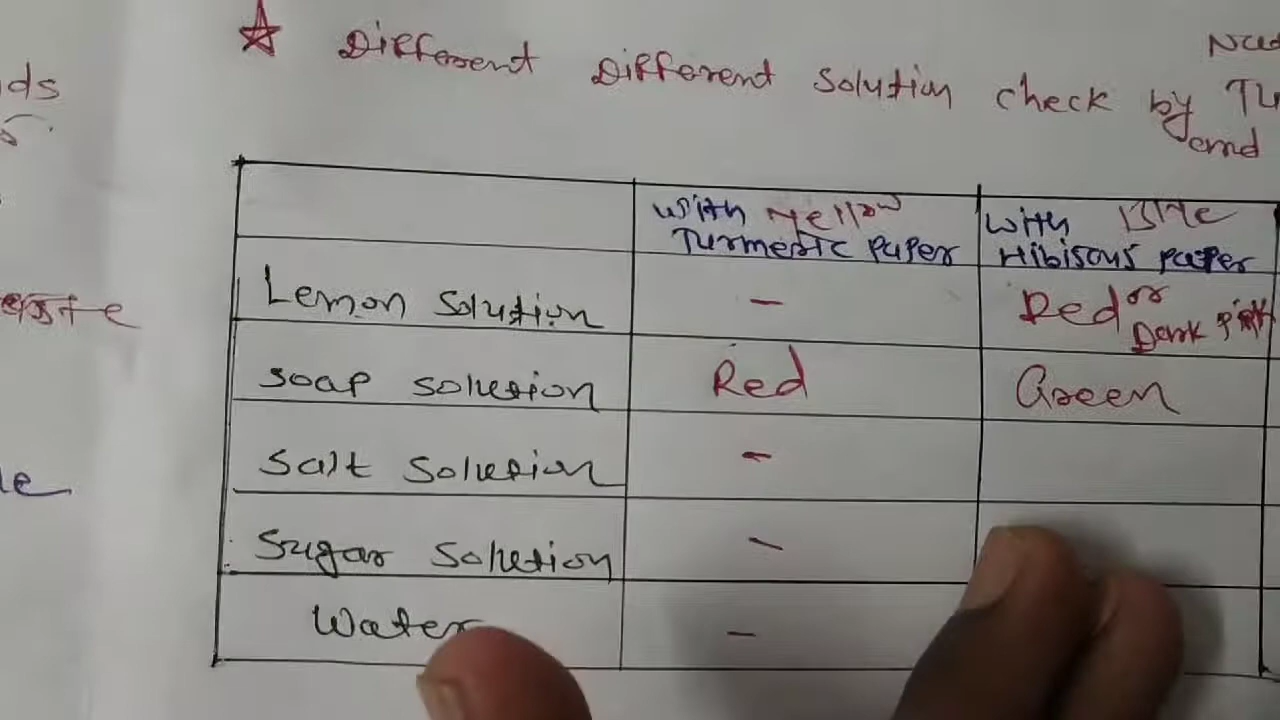 Different Different Solution check by
and
with Yellow
Turmeric Paper
with Blue
Hibiscus paper
Lemon Solution
-
Red or
Dark pink
Soap solution
Red
Green
Salt Solution
-
Sugar solution
-
Water
-